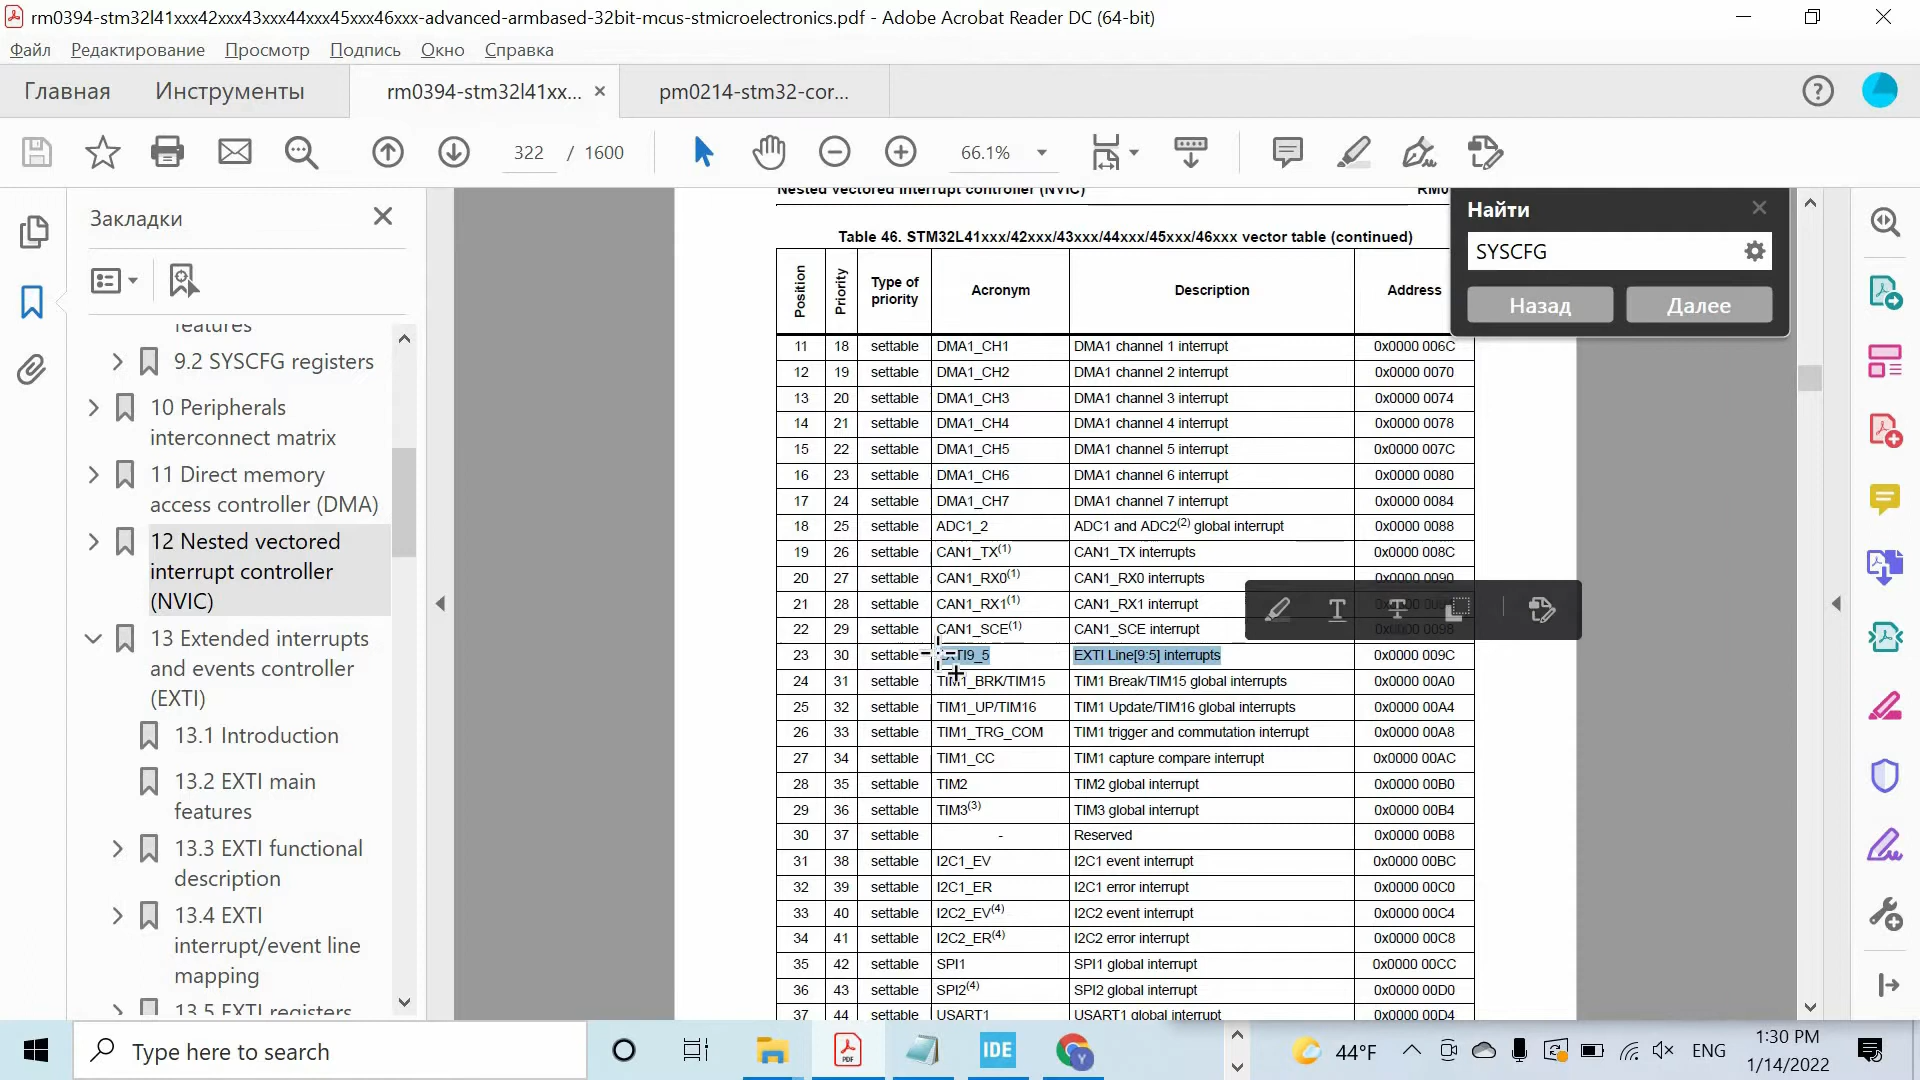 rm0394-stm32l41xxx42xxx43xxx44xxx45xxx46xxx-advanced-armbased-32bit-mcus-stmicroelectronics.pdf - Adobe Acrobat Reader DC (64-bit)
Файл Редактирование Просмотр Подпись Окно Справка
Главная Инструменты rm0394-stm32l41xx... × pm0214-stm32-cor...
322 / 1600 66.1%
Закладки
features
9.2 SYSCFG registers
10 Peripherals
interconnect matrix
11 Direct memory
access controller (DMA)
12 Nested vectored
interrupt controller
(NVIC)
13 Extended interrupts
and events controller
(EXTI)
13.1 Introduction
13.2 EXTI main
features
13.3 EXTI functional
description
13.4 EXTI
interrupt/event line
mapping
13.5 EXTI registers
Nested vectored interrupt controller (NVIC) RM0
Table 46. STM32L41xxx/42xxx/43xxx/44xxx/45xxx/46xxx vector table (continued)
Position Priority Type of priority Acronym Description Address
11 18 settable DMA1_CH1 DMA1 channel 1 interrupt 0x0000 006C
12 19 settable DMA1_CH2 DMA1 channel 2 interrupt 0x0000 0070
13 20 settable DMA1_CH3 DMA1 channel 3 interrupt 0x0000 0074
14 21 settable DMA1_CH4 DMA1 channel 4 interrupt 0x0000 0078
15 22 settable DMA1_CH5 DMA1 channel 5 interrupt 0x0000 007C
16 23 settable DMA1_CH6 DMA1 channel 6 interrupt 0x0000 0080
17 24 settable DMA1_CH7 DMA1 channel 7 interrupt 0x0000 0084
18 25 settable ADC1_2 ADC1 and ADC2(2) global interrupt 0x0000 0088
19 26 settable CAN1_TX(1) CAN1_TX interrupts 0x0000 008C
20 27 settable CAN1_RX0(1) CAN1_RX0 interrupts 0x0000 0090
21 28 settable CAN1_RX1(1) CAN1_RX1 interrupt
22 29 settable CAN1_SCE(1) CAN1_SCE interrupt 0x0000 0098
23 30 settable EXTI9_5 EXTI Line[9:5] interrupts 0x0000 009C
24 31 settable TIM1_BRK/TIM15 TIM1 Break/TIM15 global interrupts 0x0000 00A0
25 32 settable TIM1_UP/TIM16 TIM1 Update/TIM16 global interrupts 0x0000 00A4
26 33 settable TIM1_TRG_COM TIM1 trigger and commutation interrupt 0x0000 00A8
27 34 settable TIM1_CC TIM1 capture compare interrupt 0x0000 00AC
28 35 settable TIM2 TIM2 global interrupt 0x0000 00B0
29 36 settable TIM3(3) TIM3 global interrupt 0x0000 00B4
30 37 settable - Reserved 0x0000 00B8
31 38 settable I2C1_EV I2C1 event interrupt 0x0000 00BC
32 39 settable I2C1_ER I2C1 error interrupt 0x0000 00C0
33 40 settable I2C2_EV(4) I2C2 event interrupt 0x0000 00C4
34 41 settable I2C2_ER(4) I2C2 error interrupt 0x0000 00C8
35 42 settable SPI1 SPI1 global interrupt 0x0000 00CC
36 43 settable SPI2(4) SPI2 global interrupt 0x0000 00D0
37 44 settable USART1 USART1 global interrupt 0x0000 00D4
Найти
SYSCFG
Назад Далее
Type here to search
IDE
Y
44°F
ENG
1:30 PM
1/14/2022